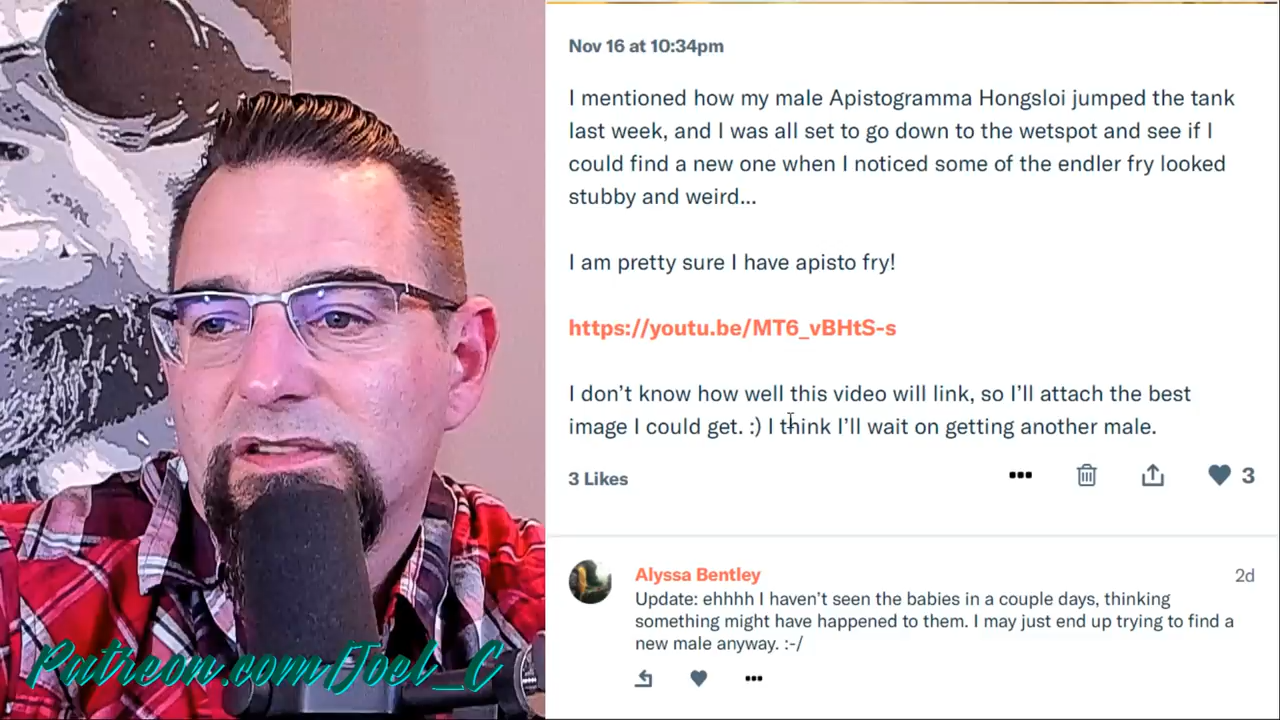 Nov 16 at 10:34pm
I mentioned how my male Apistogramma Hongsloi jumped the tank
last week, and I was all set to go down to the wetspot and see if I
could find a new one when I noticed some of the endler fry looked
stubby and weird...
I am pretty sure I have apisto fry!
https://youtu.be/MT6_vBHtS-s
I don’t know how well this video will link, so I’ll attach the best
image I could get. :) I think I’ll wait on getting another male.
3 Likes
3
Alyssa Bentley
2d
Update: ehhhh I haven’t seen the babies in a couple days, thinking
something might have happened to them. I may just end up trying to find a
new male anyway. :-/
Patreon.com/Joel_C